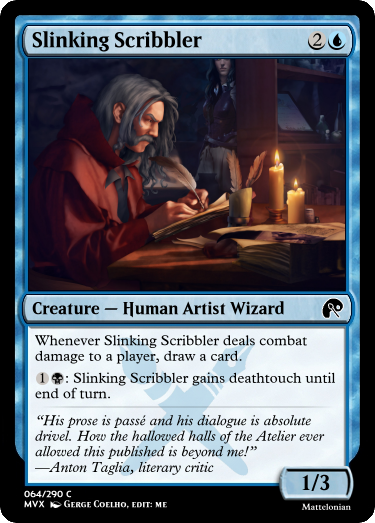 Slinking Scribbler 2
Creature — Human Artist Wizard
Whenever Slinking Scribbler deals combat
damage to a player, draw a card.
1 : Slinking Scribbler gains deathtouch until
end of turn.
“His prose is passé and his dialogue is absolute
drivel. How the hallowed halls of the Atelier ever
allowed this published is beyond me!”
—Anton Taglia, literary critic
1/3
064/290 C
MVX Gerge Coelho, edit: me
Mattelonian